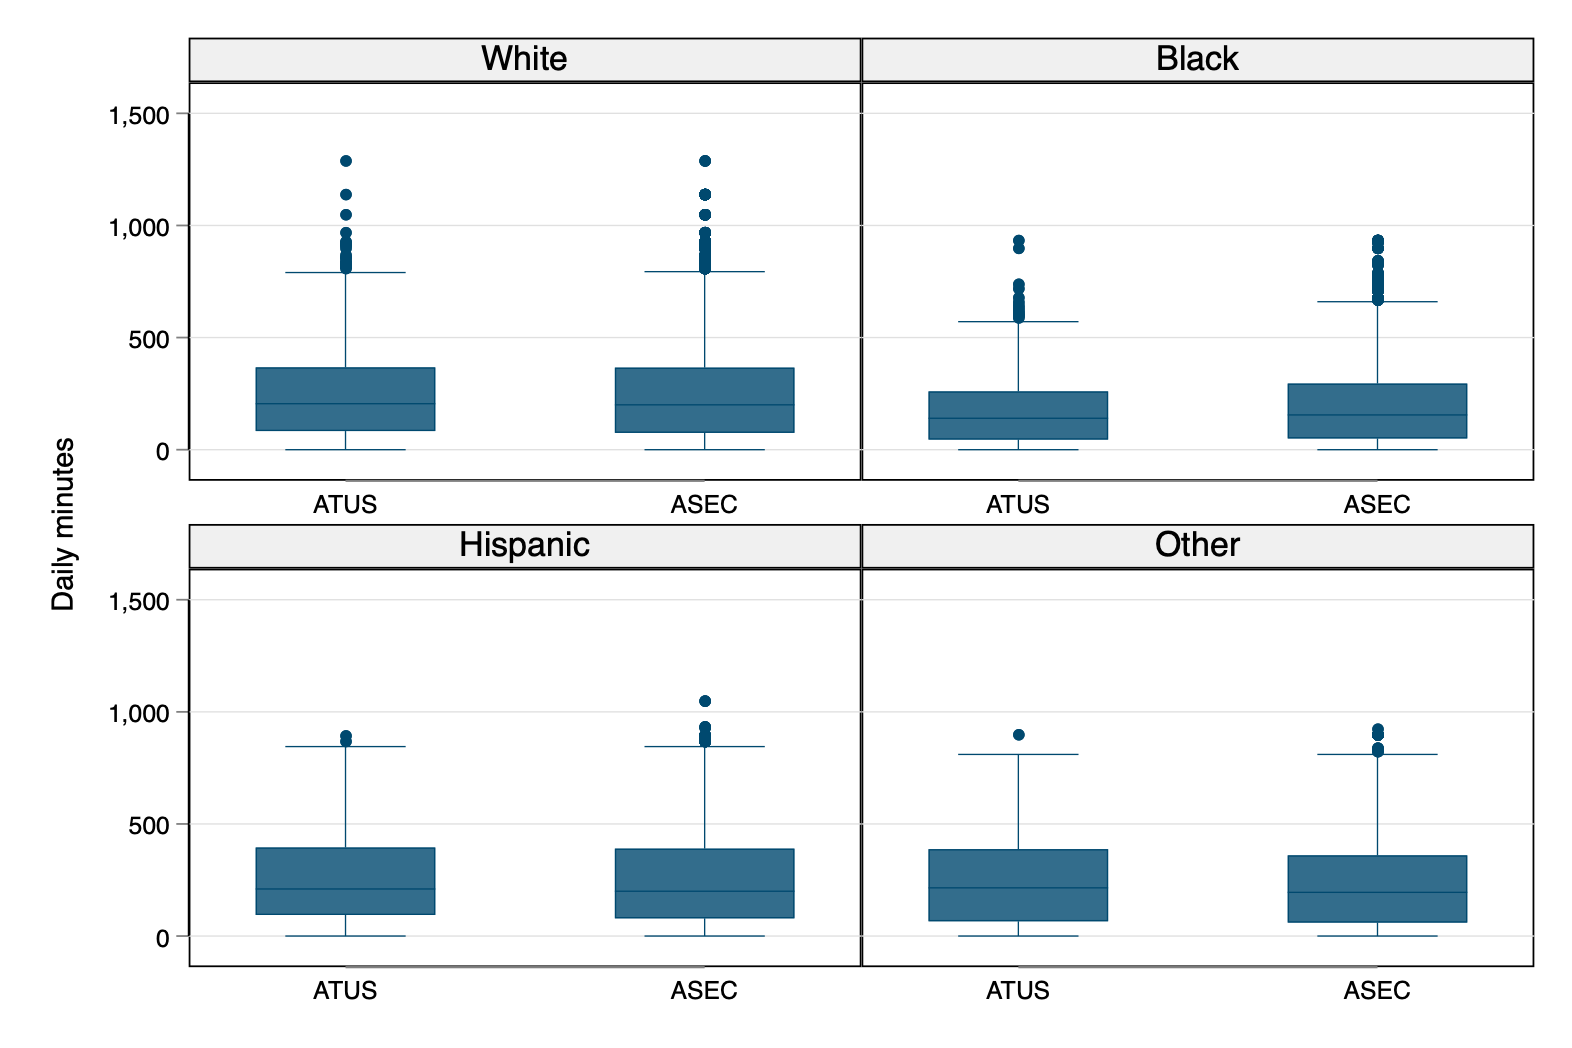 White
Black
1,500
1,000
500
0
ATUS
ASEC
ATUS
ASEC
Daily minutes
Hispanic
Other
1,500
1,000
500
0
ATUS
ASEC
ATUS
ASEC